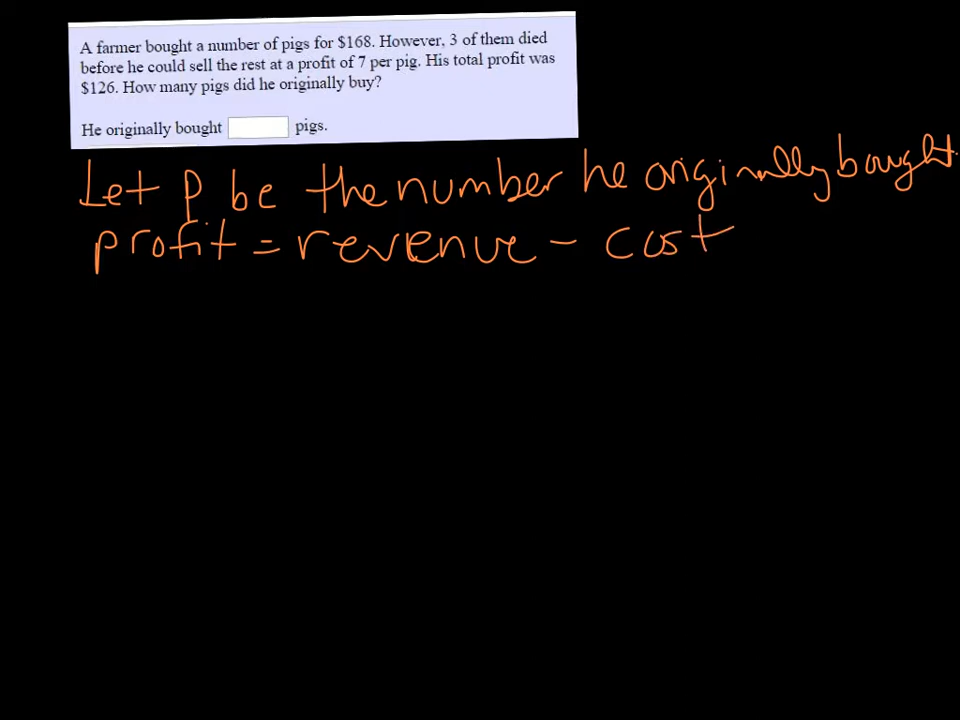 A farmer bought a number of pigs for $168. However, 3 of them died
before he could sell the rest at a profit of 7 per pig. His total profit was
$126. How many pigs did he originally buy?
He originally bought pigs.
Let p be the number he originally bought.
profit = revenue - cost